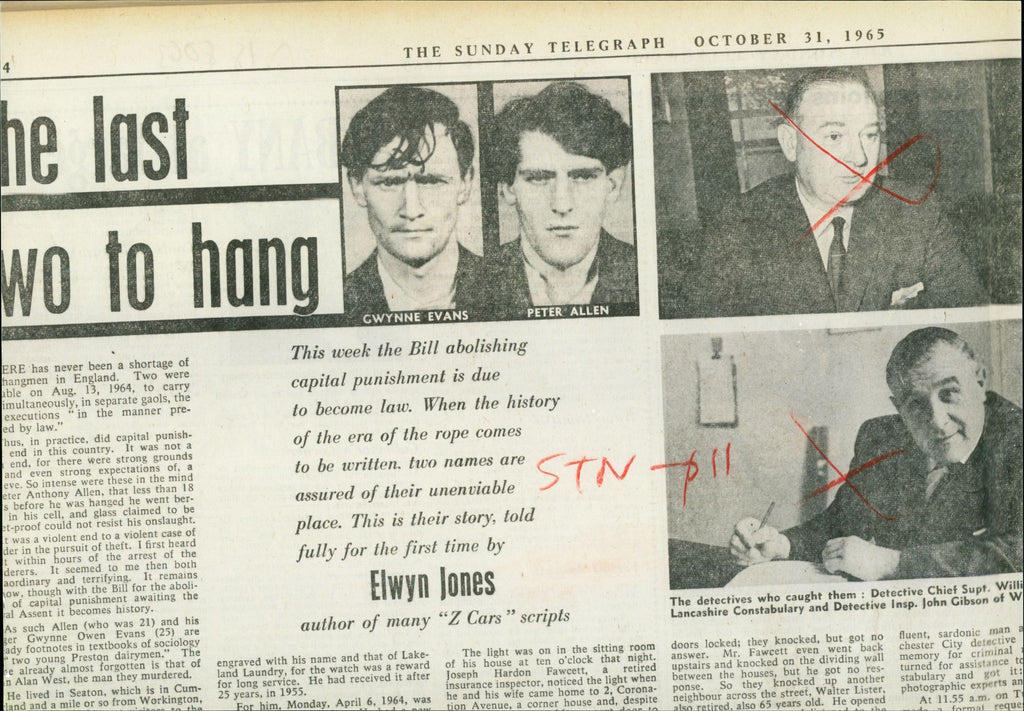 4
THE SUNDAY TELEGRAPH OCTOBER 31, 1965
he last
wo to hang
GWYNNE EVANS
PETER ALLEN
ERE has never been a shortage of
hangmen in England. Two were
ble on Aug. 13, 1964, to carry
imultaneously, in separate gaols, the
executions "in the manner pre-
ed by law."
hus, in practice, did capital punish-
end in this country. It was not a
end, for there were strong grounds
and even strong expectations of, a
eve. So intense were these in the mind
eter Anthony Allen, that less than 18
s before he was hanged he went ber-
in his cell, and glass claimed to be
et-proof could not resist his onslaught.
t was a violent end to a violent case of
der in the pursuit of theft. I first heard
t within hours of the arrest of the
derers. It seemed to me then both
aordinary and terrifying. It remains
ow, though with the Bill for the aboli-
of capital punishment awaiting the
al Assent it becomes history.
As such Allen (who was 21) and his
ger Gwynne Owen Evans (25) are
ady footnotes in textbooks of sociology
"two young Preston dairymen." The
e already almost forgotten is that of
n Alan West, the man they murdered.
He lived in Seaton, which is in Cum-
land and a mile or so from Workington,
This week the Bill abolishing
capital punishment is due
to become law. When the history
of the era of the rope comes
to be written. two names are
assured of their unenviable
place. This is their story, told
fully for the first time by
Elwyn Jones
author of many "Z Cars" scripts
STN - p11
The detectives who caught them : Detective Chief Supt. Willi
Lancashire Constabulary and Detective Insp. John Gibson of W
engraved with his name and that of Lake-
land Laundry, for the watch was a reward
for long service. He had received it after
25 years, in 1955.
For him, Monday, April 6, 1964, was
The light was on in the sitting room
of his house at ten o'clock that night.
Joseph Hardon Fawcett, a retired
insurance inspector, noticed the light when
he and his wife came home to 2, Corona-
tion Avenue, a corner house and, despite
doors locked; they knocked, but got no
answer. Mr. Fawcett even went back
upstairs and knocked on the dividing wall
between the houses, but he got no res-
ponse. So they knocked up another
neighbour across the street, Walter Lister,
also retired, also 65 years old. He opened
fluent, sardonic man a
chester City detective
memory for criminal
turned for assistance to
stabulary and got it:
photographic experts an
At 11.55 a.m. on T
made a formal reques